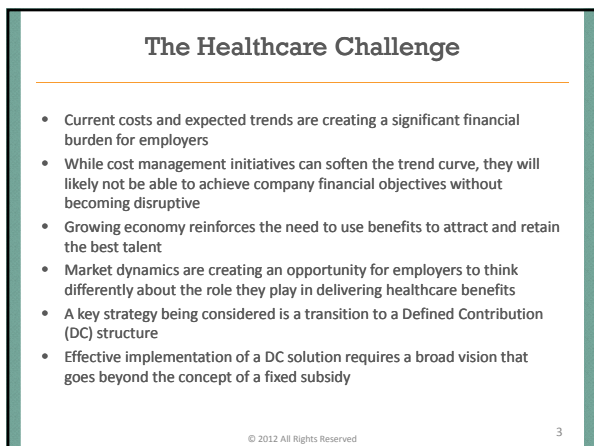 The Healthcare Challenge
• Current costs and expected trends are creating a significant financial
burden for employers
• While cost management initiatives can soften the trend curve, they will
likely not be able to achieve company financial objectives without
becoming disruptive
• Growing economy reinforces the need to use benefits to attract and retain
the best talent
• Market dynamics are creating an opportunity for employers to think
differently about the role they play in delivering healthcare benefits
• A key strategy being considered is a transition to a Defined Contribution
(DC) structure
• Effective implementation of a DC solution requires a broad vision that
goes beyond the concept of a fixed subsidy
© 2012 All Rights Reserved
3